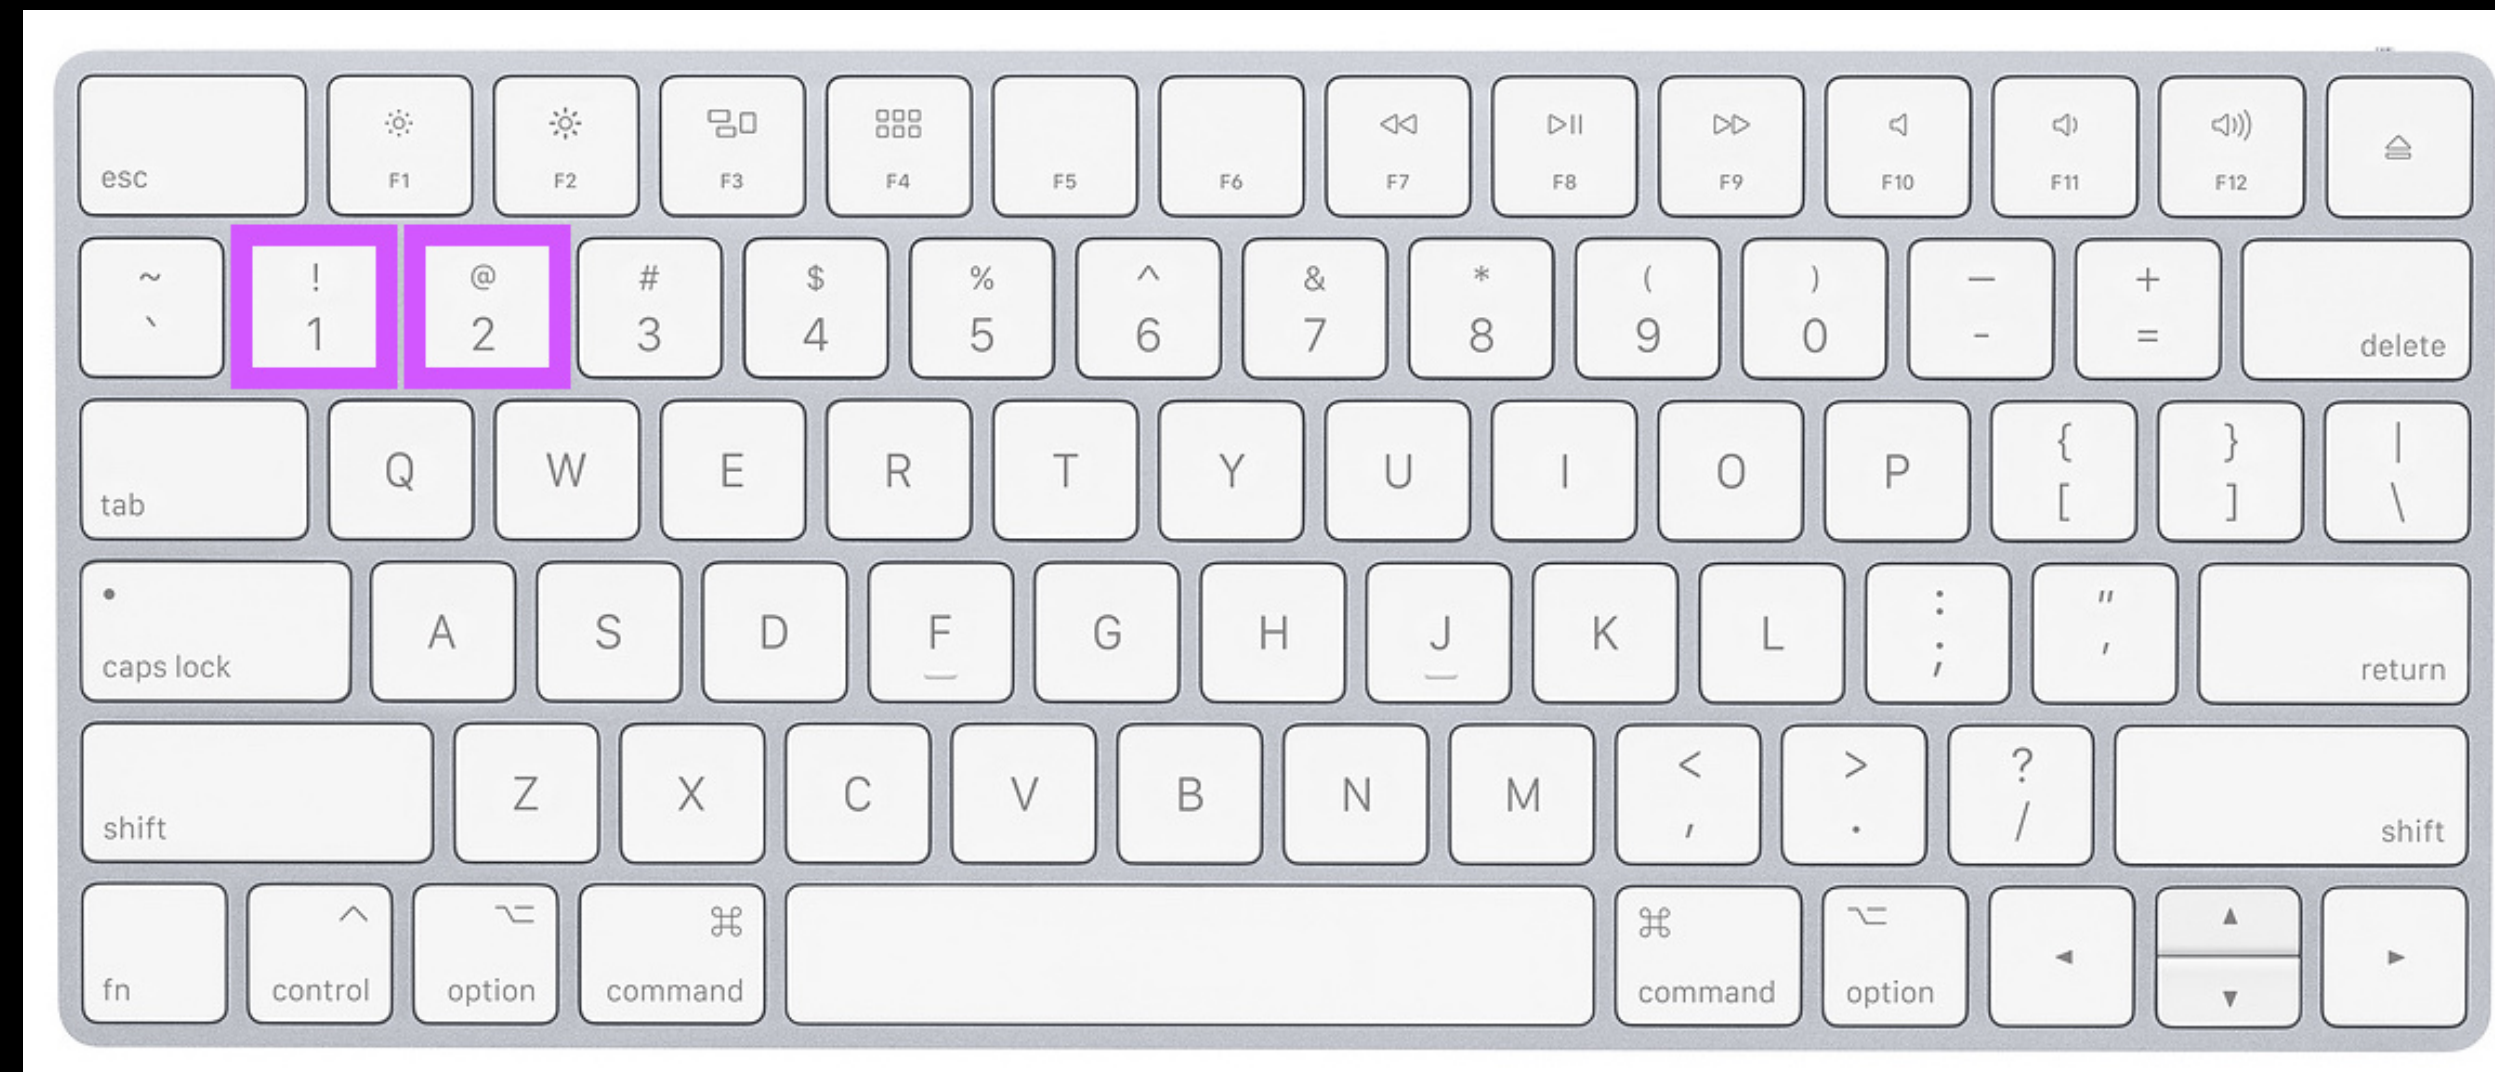 esc F1 F2 F3 F4 F5 F6 F7 F8 F9 F10 F11 F12
~ ! @ # $ % ^ & * ( ) — +
` 1 2 3 4 5 6 7 8 9 0 - = delete
tab Q W E R T Y U I O P { } |
[ ] \
caps lock A S D F G H J K L : "
; ' return
shift Z X C V B N M < > ?
, . / shift
fn control option command command option